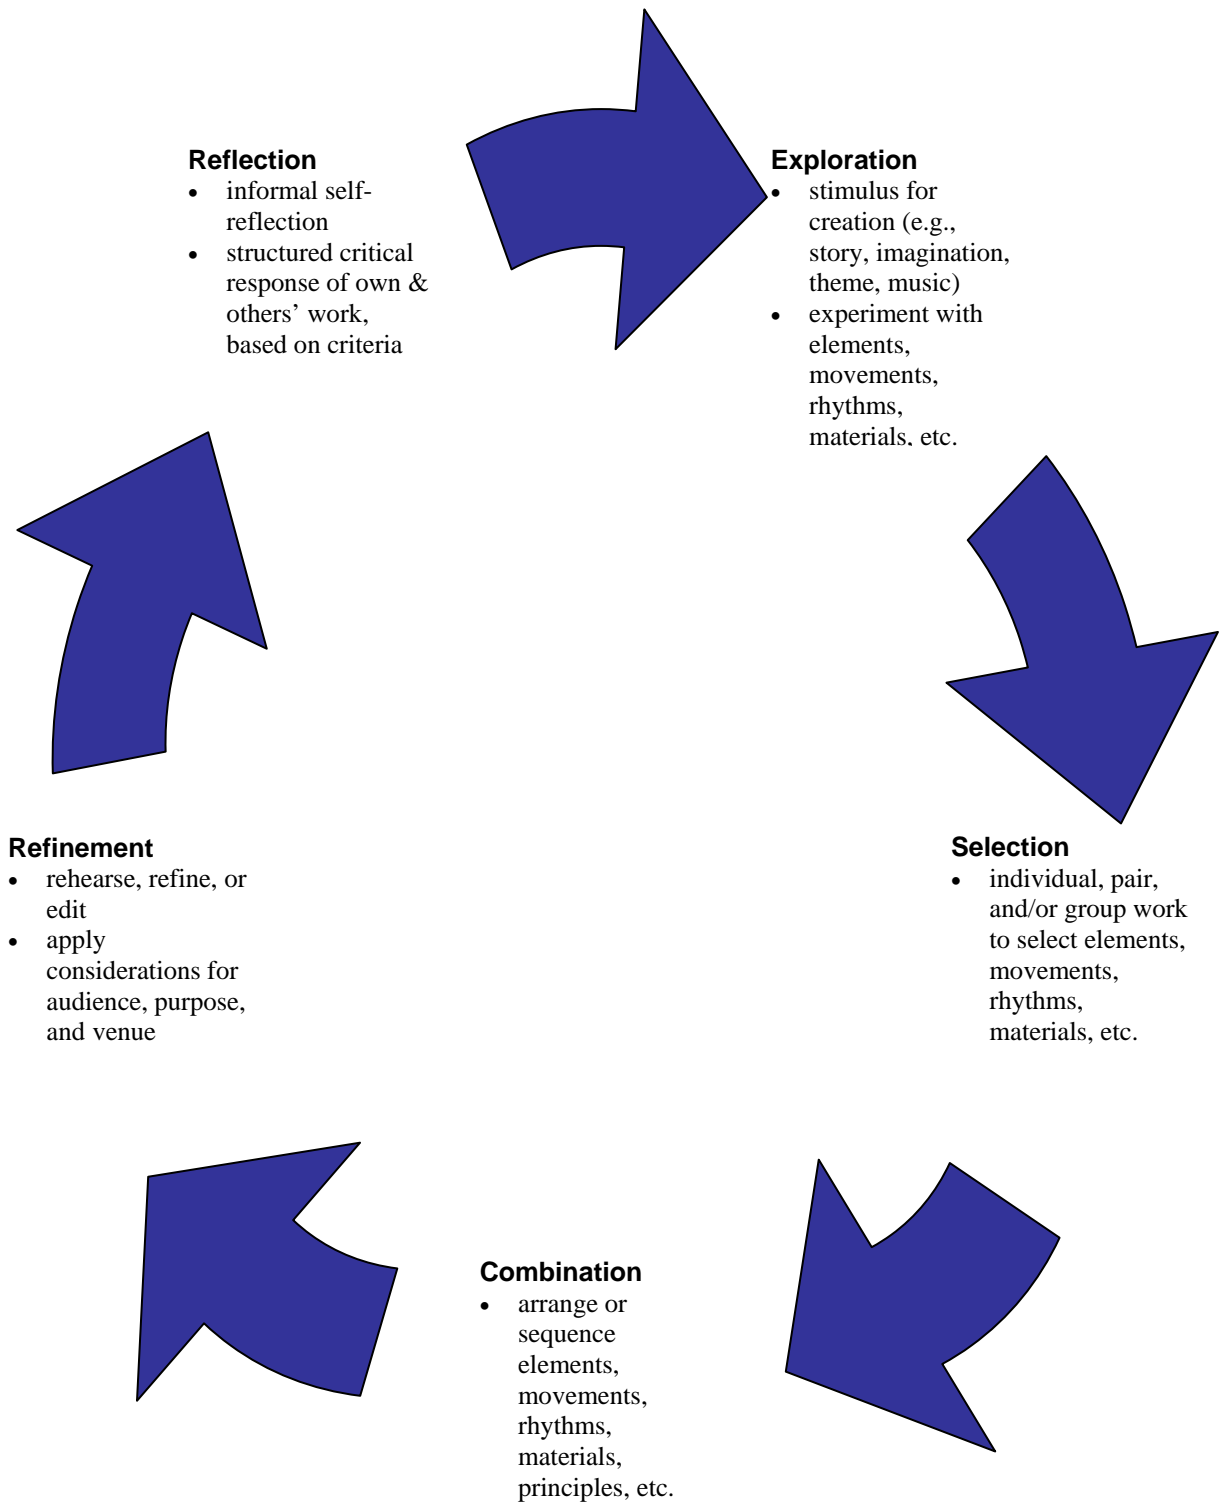 Reflection
• informal self-
reflection
• structured critical
response of own &
others’ work,
based on criteria
Exploration
• stimulus for
creation (e.g.,
story, imagination,
theme, music)
• experiment with
elements,
movements,
rhythms,
materials, etc.
Selection
• individual, pair,
and/or group work
to select elements,
movements,
rhythms,
materials, etc.
Combination
• arrange or
sequence
elements,
movements,
rhythms,
materials,
principles, etc.
Refinement
• rehearse, refine, or
edit
• apply
considerations for
audience, purpose,
and venue